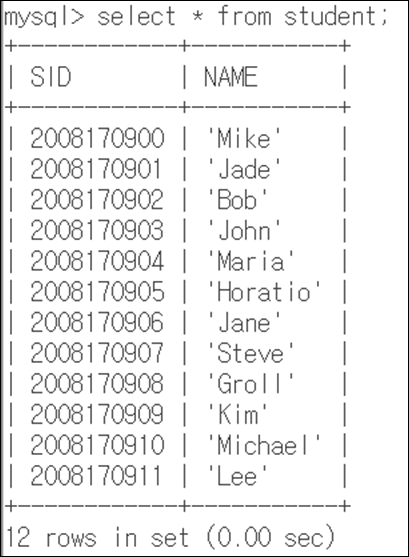 mysql> select * from student;
+------------+-----------+
| SID        | NAME      |
+------------+-----------+
| 2008170900 | 'Mike'    |
| 2008170901 | 'Jade'    |
| 2008170902 | 'Bob'     |
| 2008170903 | 'John'    |
| 2008170904 | 'Maria'   |
| 2008170905 | 'Horatio' |
| 2008170906 | 'Jane'    |
| 2008170907 | 'Steve'   |
| 2008170908 | 'Groll'   |
| 2008170909 | 'Kim'     |
| 2008170910 | 'Michael' |
| 2008170911 | 'Lee'     |
+------------+-----------+
12 rows in set (0.00 sec)